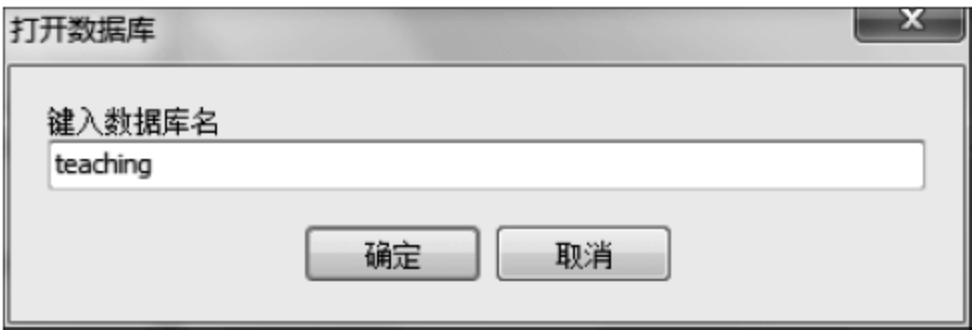 打开数据库
键入数据库名
teaching
确定
取消